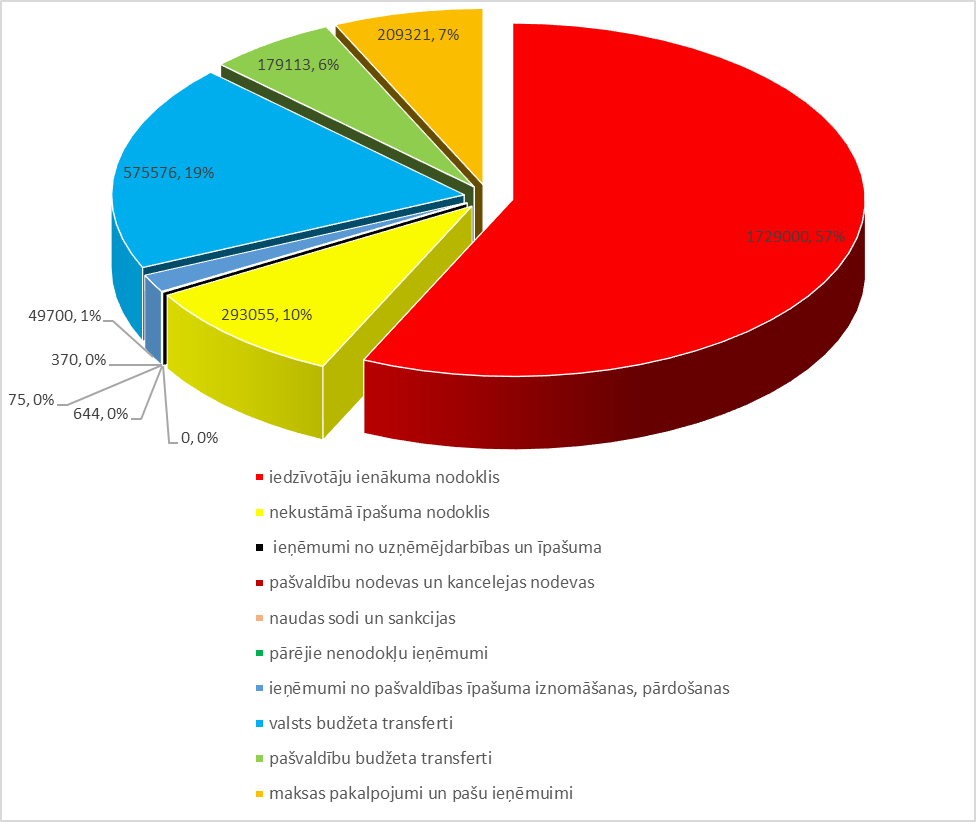 209321, 7%
179113, 6%
575576, 19%
1729000, 57%
293055, 10%
49700, 1%
370, 0%
75, 0%
644, 0%
0, 0%
iedzīvotāju ienākuma nodoklis
nekustāmā īpašuma nodoklis
ieņēmumi no uzņēmējdarbības un īpašuma
pašvaldību nodevas un kancelejas nodevas
naudas sodi un sankcijas
pārējie nenodokļu ieņēmumi
ieņēmumi no pašvaldības īpašuma iznomāšanas, pārdošanas
valsts budžeta transferti
pašvaldību budžeta transferti
maksas pakalpojumi un pašu ieņēmuimi